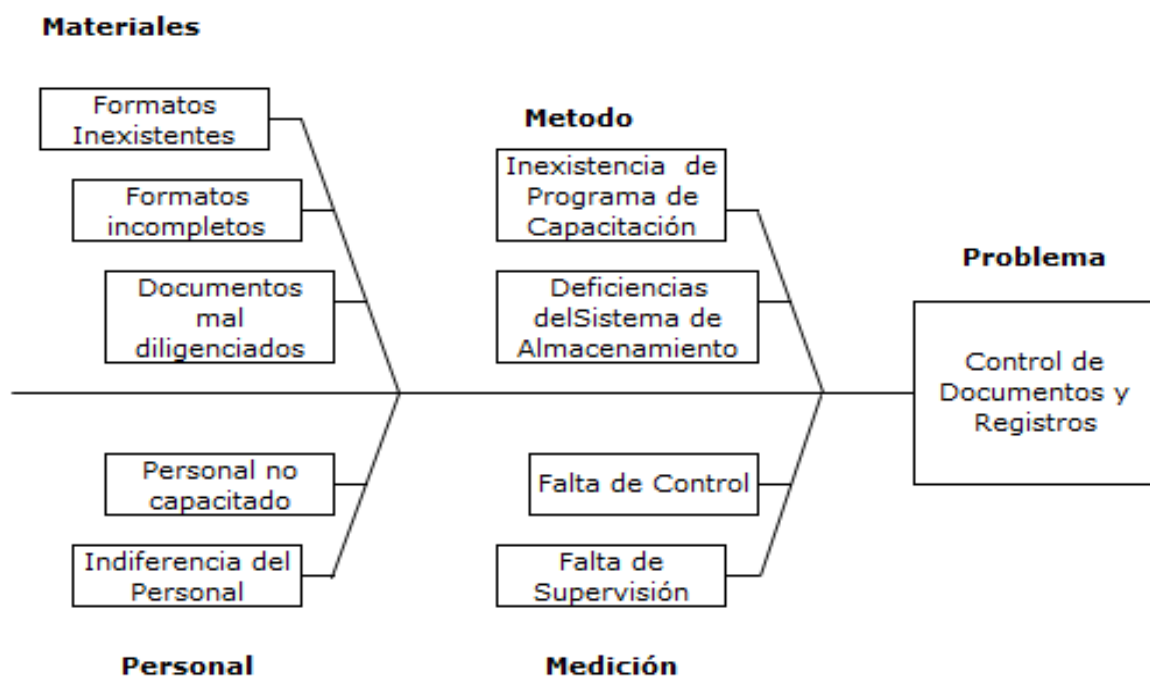 Materiales
Formatos
Inexistentes
Formatos
incompletos
Documentos
mal
diligenciados
Metodo
Inexistencia de
Programa de
Capacitación
Deficiencias
delSistema de
Almacenamiento
Problema
Control de
Documentos y
Registros
Personal no
capacitado
Indiferencia del
Personal
Personal
Falta de Control
Falta de
Supervisión
Medición